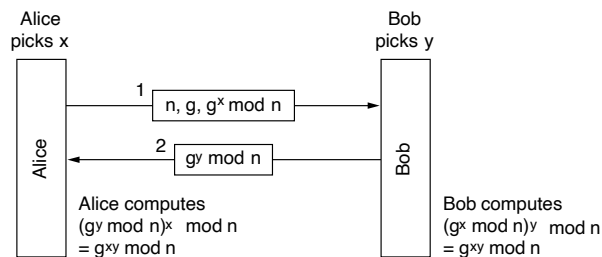 Alice
picks x
Bob
picks y
1
n, g, gˣ mod n
2
gʸ mod n
Alice
Bob
Alice computes
(gʸ mod n)ˣ mod n
= gˣʸ mod n
Bob computes
(gˣ mod n)ʸ mod n
= gˣʸ mod n